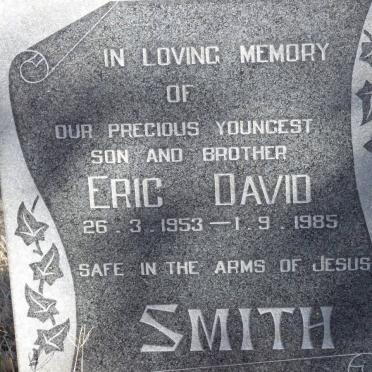 IN LOVING MEMORY
OF
OUR PRECIOUS YOUNGEST
SON AND BROTHER
ERIC DAVID
26.3.1953—1.9.1985
SAFE IN THE ARMS OF JESUS
SMITH